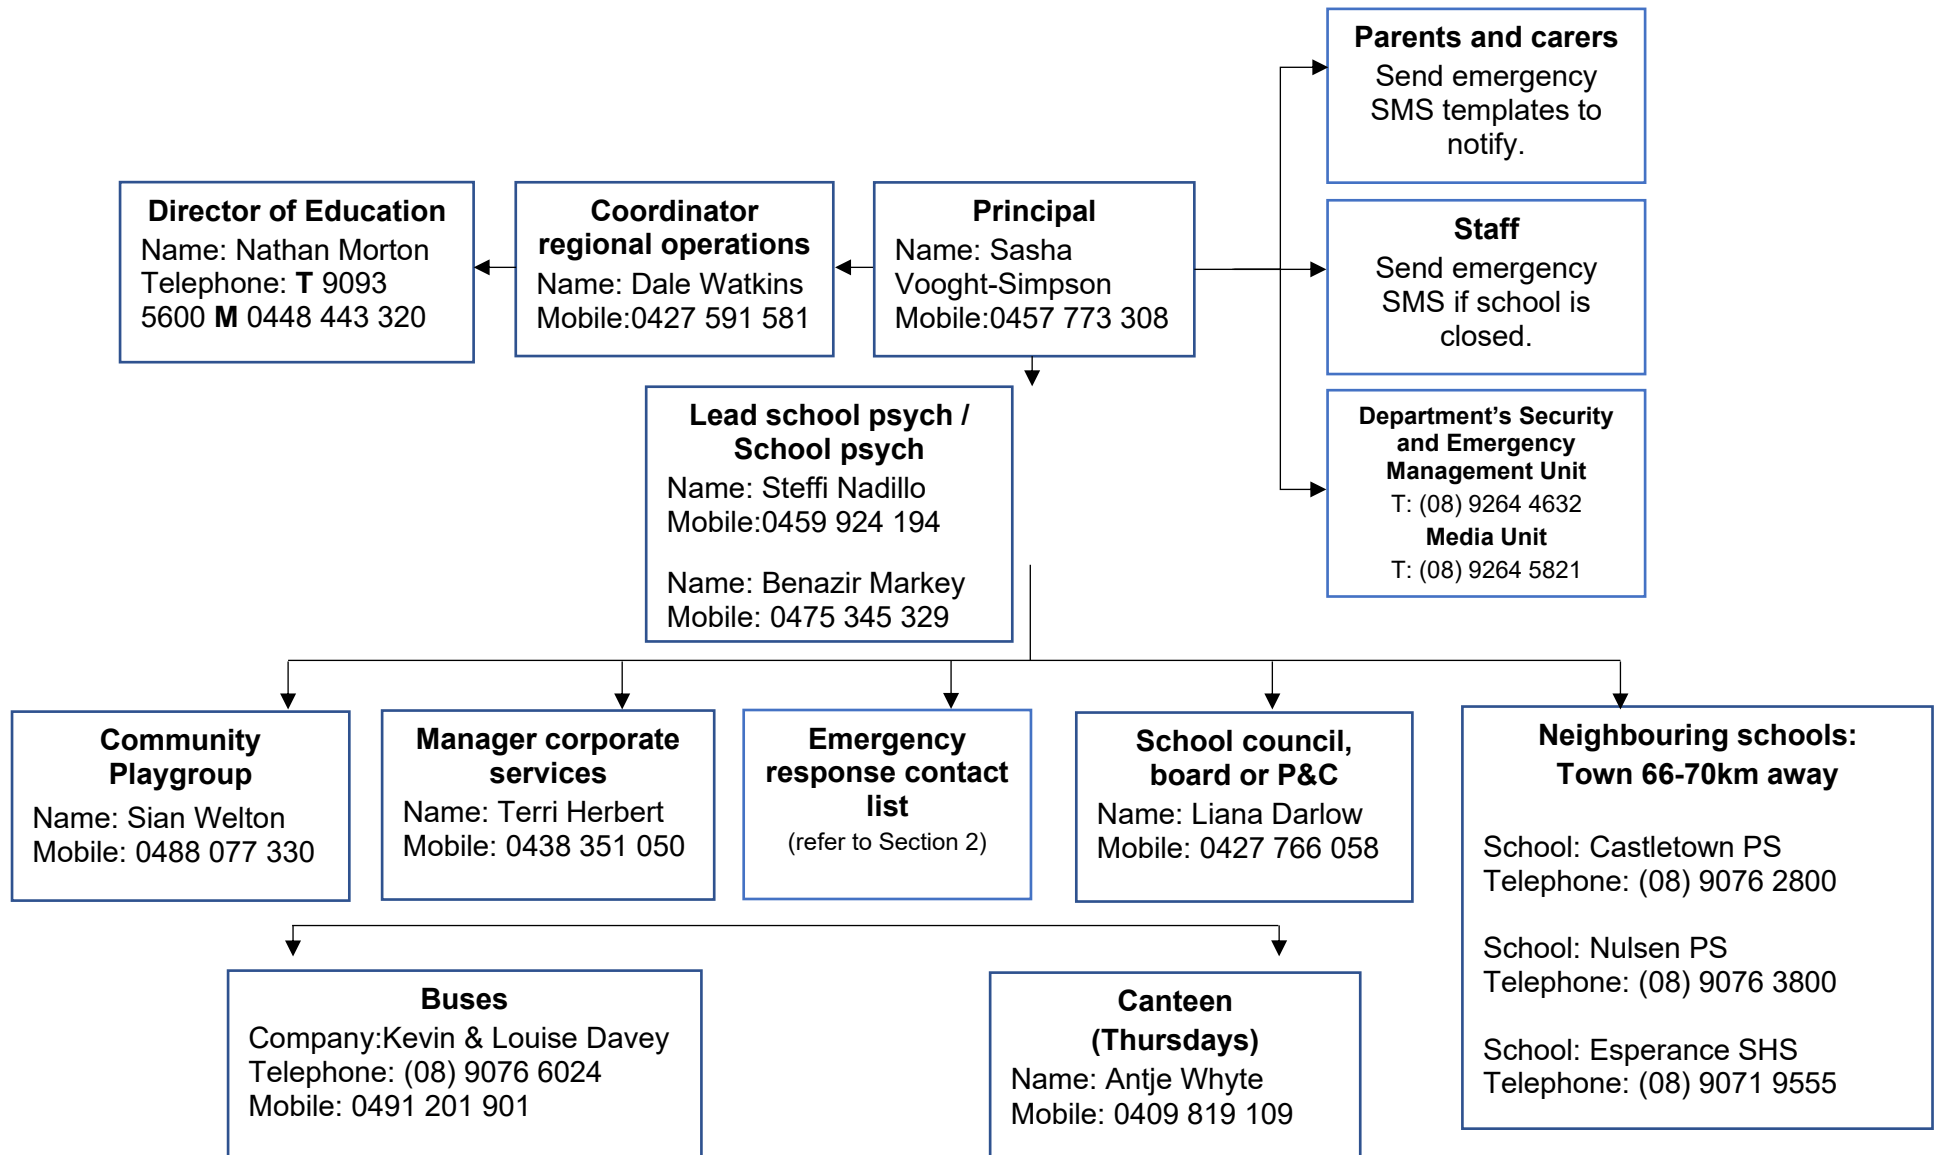 Parents and carers
Send emergency
SMS templates to
notify.
Director of Education
Name: Nathan Morton
Telephone: T 9093
5600 M 0448 443 320
Coordinator
regional operations
Name: Dale Watkins
Mobile:0427 591 581
Principal
Name: Sasha
Vooght-Simpson
Mobile:0457 773 308
Staff
Send emergency
SMS if school is
closed.
Lead school psych /
School psych
Name: Steffi Nadillo
Mobile:0459 924 194
Name: Benazir Markey
Mobile: 0475 345 329
Department’s Security
and Emergency
Management Unit
T: (08) 9264 4632
Media Unit
T: (08) 9264 5821
Community
Playgroup
Name: Sian Welton
Mobile: 0488 077 330
Manager corporate
services
Name: Terri Herbert
Mobile: 0438 351 050
Emergency
response contact
list
(refer to Section 2)
School council,
board or P&C
Name: Liana Darlow
Mobile: 0427 766 058
Neighbouring schools:
Town 66-70km away
School: Castletown PS
Telephone: (08) 9076 2800
School: Nulsen PS
Telephone: (08) 9076 3800
School: Esperance SHS
Telephone: (08) 9071 9555
Buses
Company:Kevin & Louise Davey
Telephone: (08) 9076 6024
Mobile: 0491 201 901
Canteen
(Thursdays)
Name: Antje Whyte
Mobile: 0409 819 109